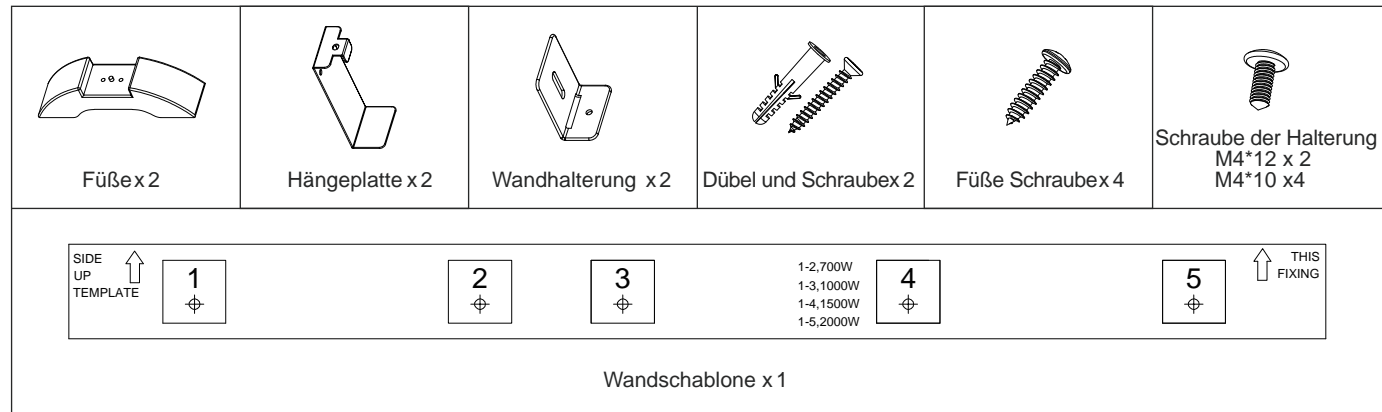 Füße x 2
Hängeplatte x 2
Wandhalterung x 2
Dübel und Schraubex 2
Füße Schraube x 4
Schraube der Halterung
M4*12 x 2
M4*10 x4
SIDE
UP
TEMPLATE
1
2
3
1-2,700W
1-3,1000W
1-4,1500W
1-5,2000W
4
5
THIS
FIXING
Wandschablone x 1